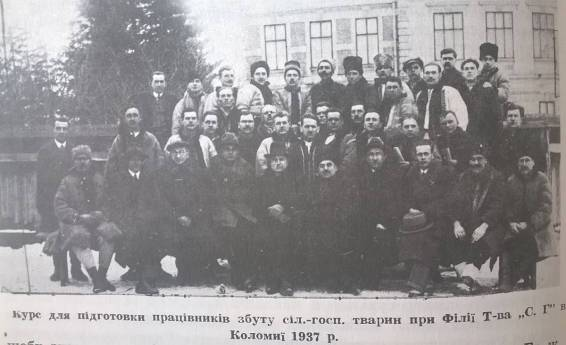 Курс для підготовки працівників збуту сіл.-госп. тварин при Філії Т-ва „С. Г" в
Коломиї 1937 р.